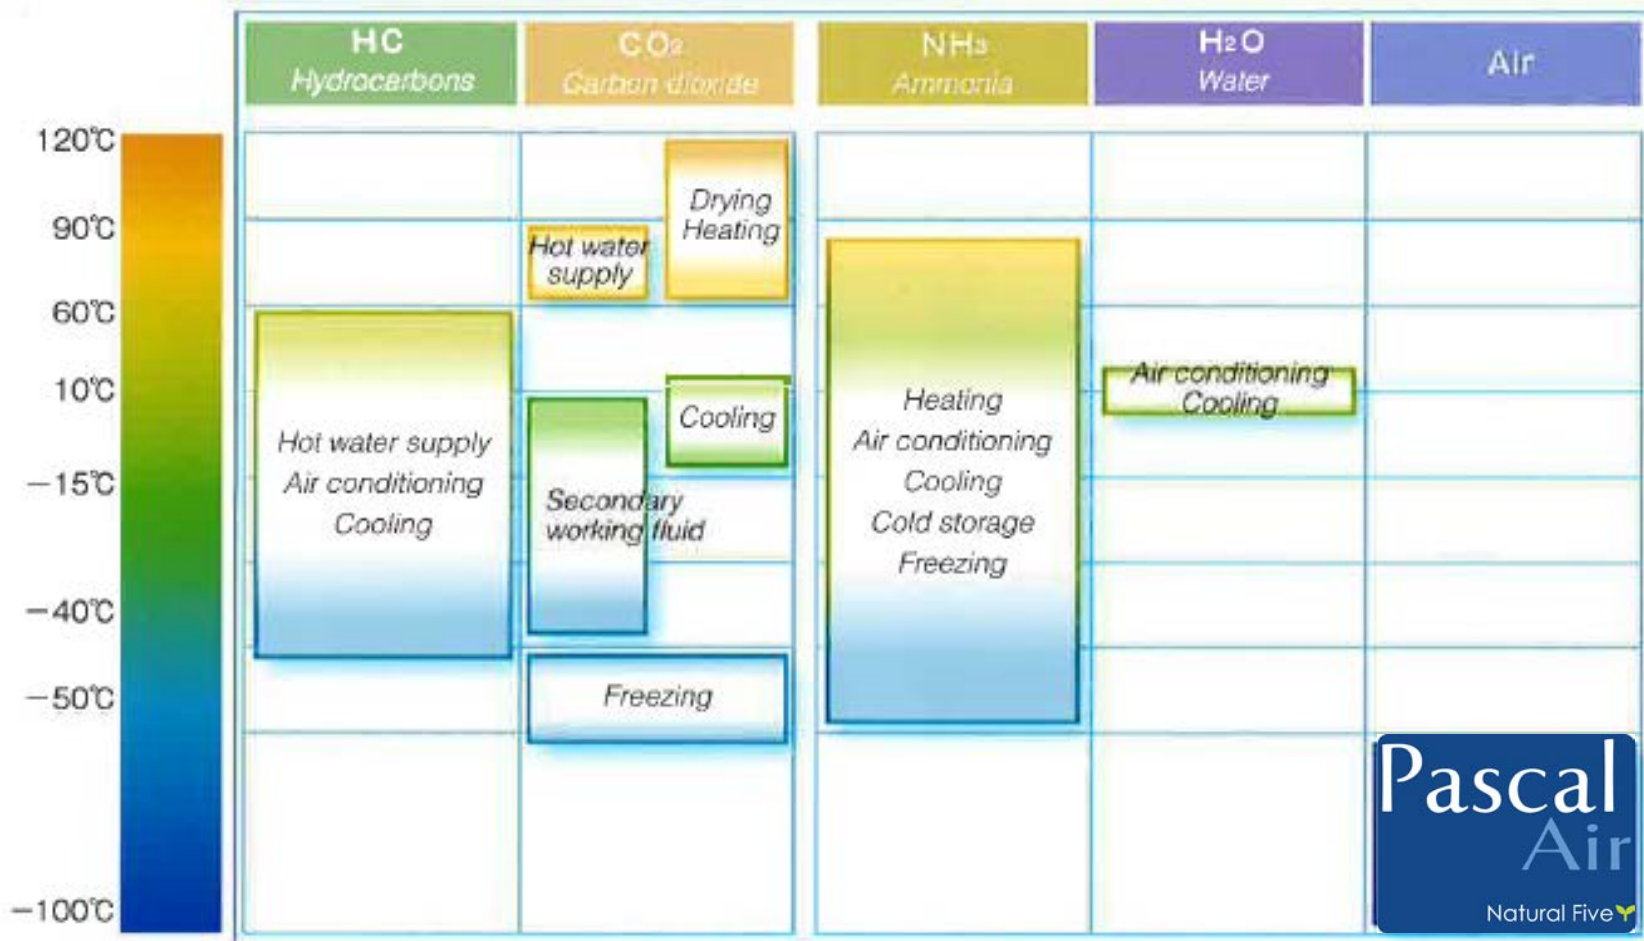 HC
Hydrocarbons
CO2
Carbon dioxide
NH3
Ammonia
H2O
Water
Air
120℃
90℃
60℃
10℃
−15℃
−40℃
−50℃
−100℃
Hot water supply
Air conditioning
Cooling
Hot water
supply
Drying
Heating
Cooling
Secondary
working fluid
Freezing
Heating
Air conditioning
Cooling
Cold storage
Freezing
Air conditioning
Cooling
Pascal
Air
Natural Five